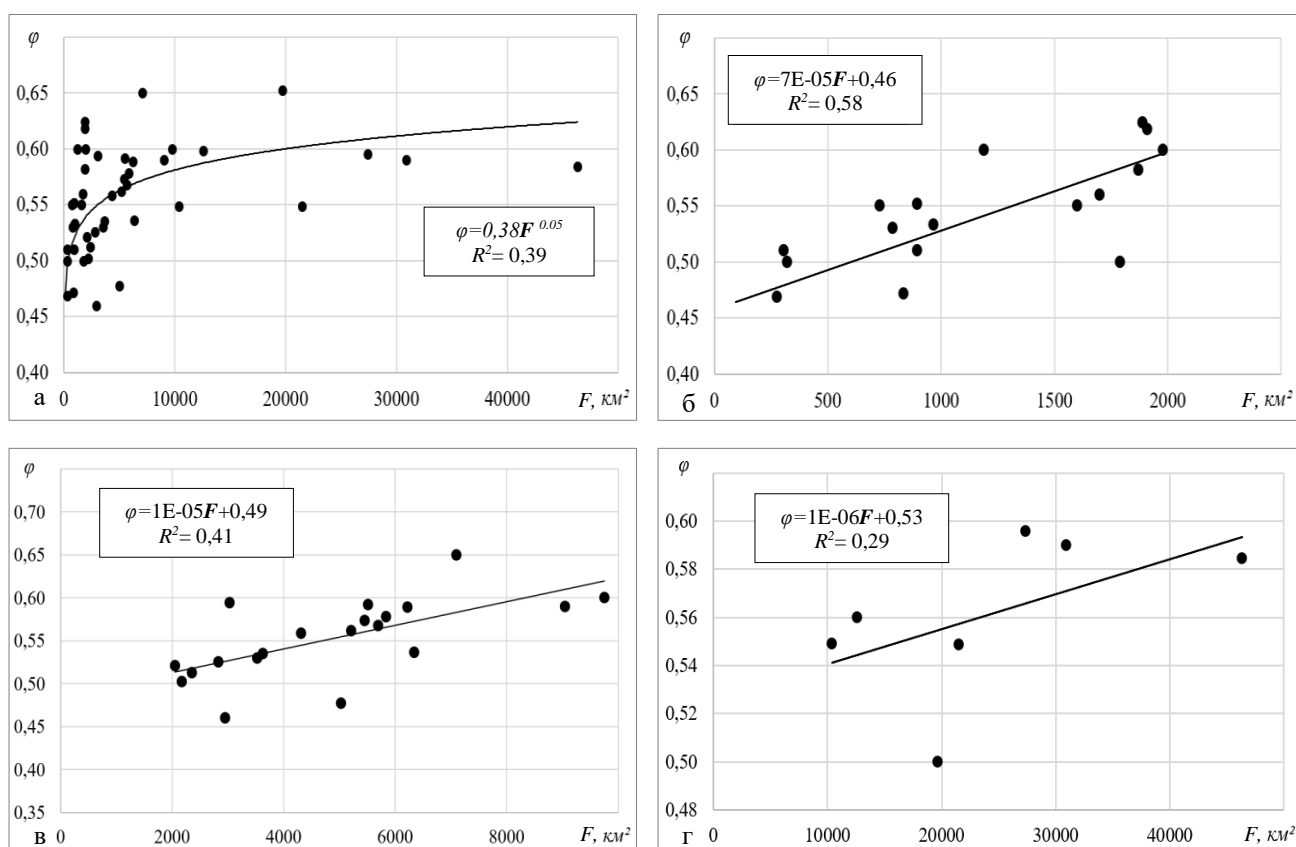 φ
0,65
0,60
0,55
0,50
0,45
0,40
φ=0,38F 0.05
R²= 0,39
а
0 10000 20000 30000 40000 F, км²
φ
0,65
0,60
0,55
0,50
0,45
0,40
φ=7E-05F+0,46
R²= 0,58
б
0 500 1000 1500 2000 F, км²
φ
0,70
0,65
0,60
0,55
0,50
0,45
0,40
0,35
φ=1E-05F+0,49
R²= 0,41
в
0 2000 4000 6000 8000 F, км²
φ
0,60
0,58
0,56
0,54
0,52
0,50
0,48
φ=1E-06F+0,53
R²= 0,29
г
0 10000 20000 30000 40000 F, км²